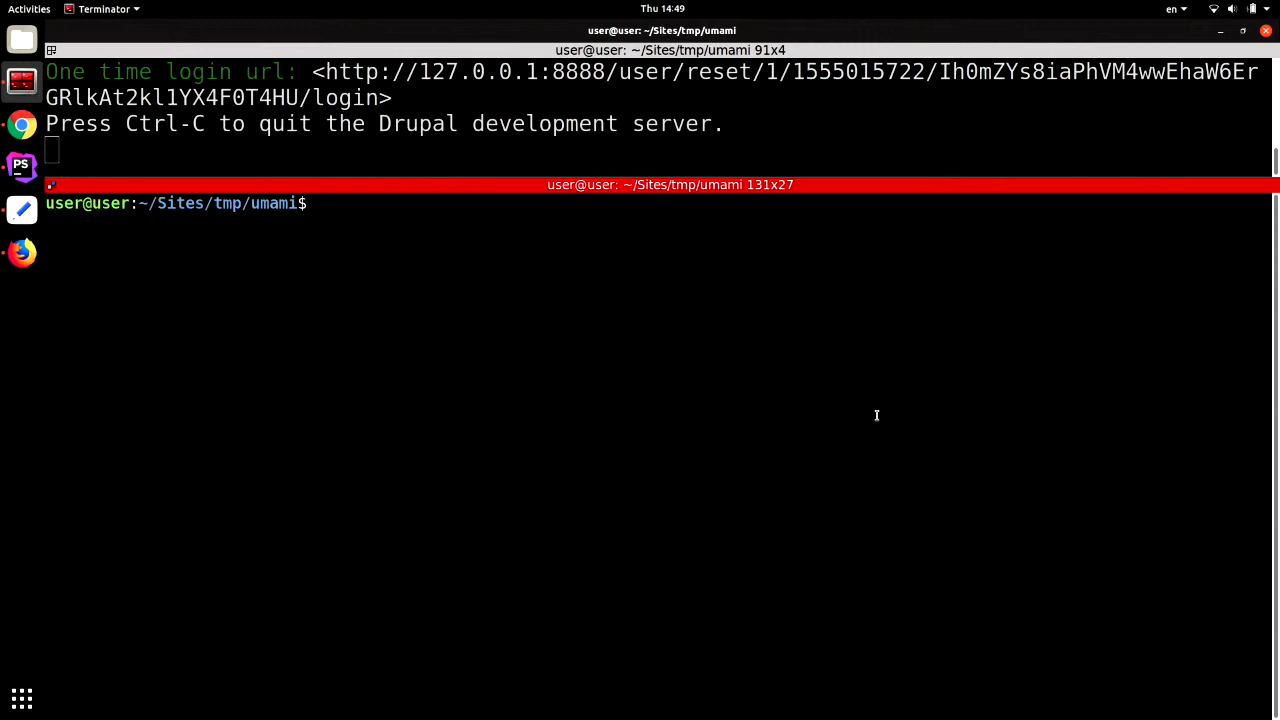 Activities Terminator Thu 14:49 en
user@user: ~/Sites/tmp/umami
user@user: ~/Sites/tmp/umami 91x4
One time login url: <http://127.0.0.1:8888/user/reset/1/1555015722/Ih0mZYs8iaPhVM4wwEhaW6Er
GRlkAt2kl1YX4F0T4HU/login>
Press Ctrl-C to quit the Drupal development server.
user@user: ~/Sites/tmp/umami 131x27
user@user:~/Sites/tmp/umami$
PS